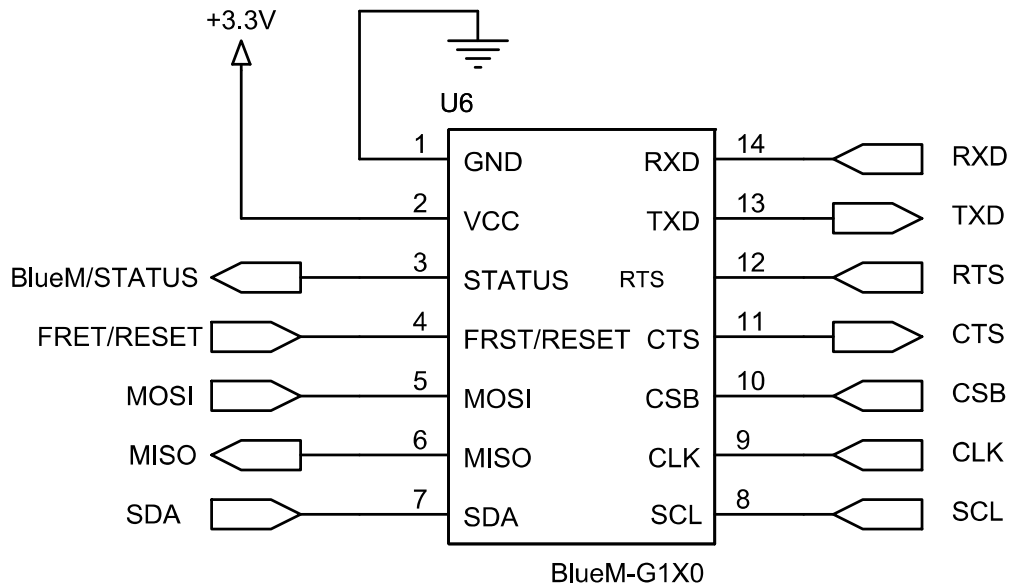 +3.3V
U6
1 GND RXD 14 RXD
2 VCC TXD 13 TXD
BlueM/STATUS 3 STATUS RTS 12 RTS
FRET/RESET 4 FRST/RESET CTS 11 CTS
MOSI 5 MOSI CSB 10 CSB
MISO 6 MISO CLK 9 CLK
SDA 7 SDA SCL 8 SCL
BlueM-G1X0